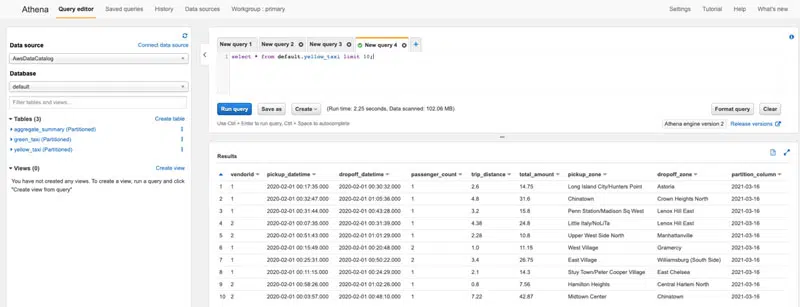 Athena
Query editor
Saved queries
History
Data sources
Workgroup : primary
Settings
Tutorial
Help
What's new
Data source
Connect data source
AwsDataCatalog
Database
default
Filter tables and views...
Tables (3)
Create table
aggregate_summary (Partitioned)
green_taxi (Partitioned)
yellow_taxi (Partitioned)
Views (0)
Create view
You have not created any views. To create a view, run a query and click
"Create view from query"
New query 1
New query 2
New query 3
New query 4
1 select * from default.yellow_taxi limit 10;
Run query
Save as
Create
(Run time: 2.25 seconds, Data scanned: 102.06 MB)
Format query
Clear
Use Ctrl + Enter to run query, Ctrl + Space to autocomplete
Athena engine version 2
Release versions
Results
vendorid pickup_datetime dropoff_datetime passenger_count trip_distance total_amount pickup_zone dropoff_zone partition_column
1 1 2020-02-01 00:17:35.000 2020-02-01 00:30:32.000 1 2.6 14.75 Long Island City/Hunters Point Astoria 2021-03-16
2 1 2020-02-01 00:32:47.000 2020-02-01 01:05:36.000 1 4.8 31.6 Chinatown Crown Heights North 2021-03-16
3 1 2020-02-01 00:31:44.000 2020-02-01 00:43:28.000 1 3.2 15.8 Penn Station/Madison Sq West Lenox Hill East 2021-03-16
4 2 2020-02-01 00:07:35.000 2020-02-01 00:31:39.000 1 4.38 24.8 Little Italy/NoLiTa Lenox Hill East 2021-03-16
5 2 2020-02-01 00:51:43.000 2020-02-01 01:01:29.000 1 2.28 10.8 Upper West Side North Manhattanville 2021-03-16
6 1 2020-02-01 00:15:49.000 2020-02-01 00:20:48.000 2 1.0 11.15 West Village Gramercy 2021-03-16
7 1 2020-02-01 00:25:31.000 2020-02-01 00:50:22.000 2 3.4 26.75 East Village Williamsburg (South Side) 2021-03-16
8 1 2020-02-01 00:11:15.000 2020-02-01 00:24:29.000 1 2.1 14.3 Stuy Town/Peter Cooper Village East Chelsea 2021-03-16
9 2 2020-02-01 00:58:26.000 2020-02-01 01:02:26.000 1 0.8 7.56 Hamilton Heights Central Harlem North 2021-03-16
10 2 2020-02-01 00:03:57.000 2020-02-01 00:48:10.000 1 7.22 42.87 Midtown Center Chinatown 2021-03-16